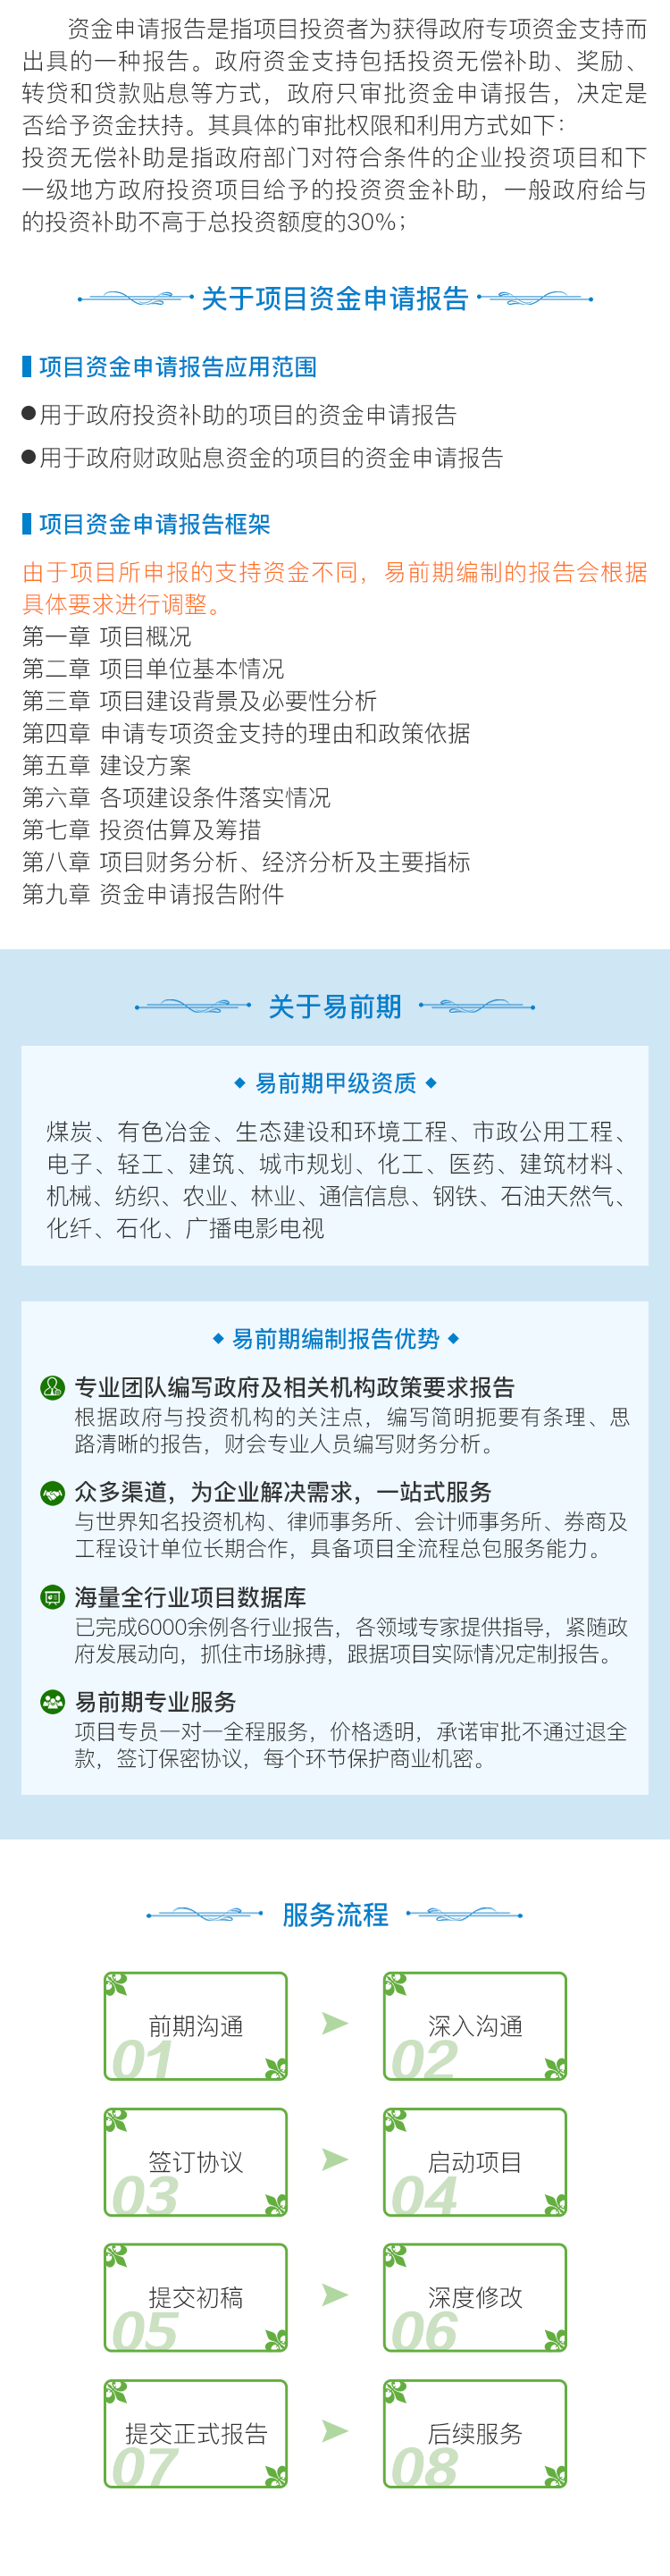 资金申请报告是指项目投资者为获得政府专项资金支持而
出具的一种报告。政府资金支持包括投资无偿补助、奖励、
转贷和贷款贴息等方式，政府只审批资金申请报告，决定是
否给予资金扶持。其具体的审批权限和利用方式如下：
投资无偿补助是指政府部门对符合条件的企业投资项目和下
一级地方政府投资项目给予的投资资金补助，一般政府给与
的投资补助不高于总投资额度的30%；
关于项目资金申请报告
项目资金申请报告应用范围
●用于政府投资补助的项目的资金申请报告
●用于政府财政贴息资金的项目的资金申请报告
项目资金申请报告框架
由于项目所申报的支持资金不同，易前期编制的报告会根据
具体要求进行调整。
第一章 项目概况
第二章 项目单位基本情况
第三章 项目建设背景及必要性分析
第四章 申请专项资金支持的理由和政策依据
第五章 建设方案
第六章 各项建设条件落实情况
第七章 投资估算及筹措
第八章 项目财务分析、经济分析及主要指标
第九章 资金申请报告附件
关于易前期
易前期甲级资质
煤炭、有色冶金、生态建设和环境工程、市政公用工程、
电子、轻工、建筑、城市规划、化工、医药、建筑材料、
机械、纺织、农业、林业、通信信息、钢铁、石油天然气、
化纤、石化、广播电影电视
易前期编制报告优势
专业团队编写政府及相关机构政策要求报告
根据政府与投资机构的关注点，编写简明扼要有条理、思
路清晰的报告，财会专业人员编写财务分析。
众多渠道，为企业解决需求，一站式服务
与世界知名投资机构、律师事务所、会计师事务所、券商及
工程设计单位长期合作，具备项目全流程总包服务能力。
海量全行业项目数据库
已完成6000余例各行业报告，各领域专家提供指导，紧随政
府发展动向，抓住市场脉搏，跟据项目实际情况定制报告。
易前期专业服务
项目专员一对一全程服务，价格透明，承诺审批不通过退全
款，签订保密协议，每个环节保护商业机密。
服务流程
前期沟通
01
深入沟通
02
签订协议
03
启动项目
04
提交初稿
05
深度修改
06
提交正式报告
07
后续服务
08